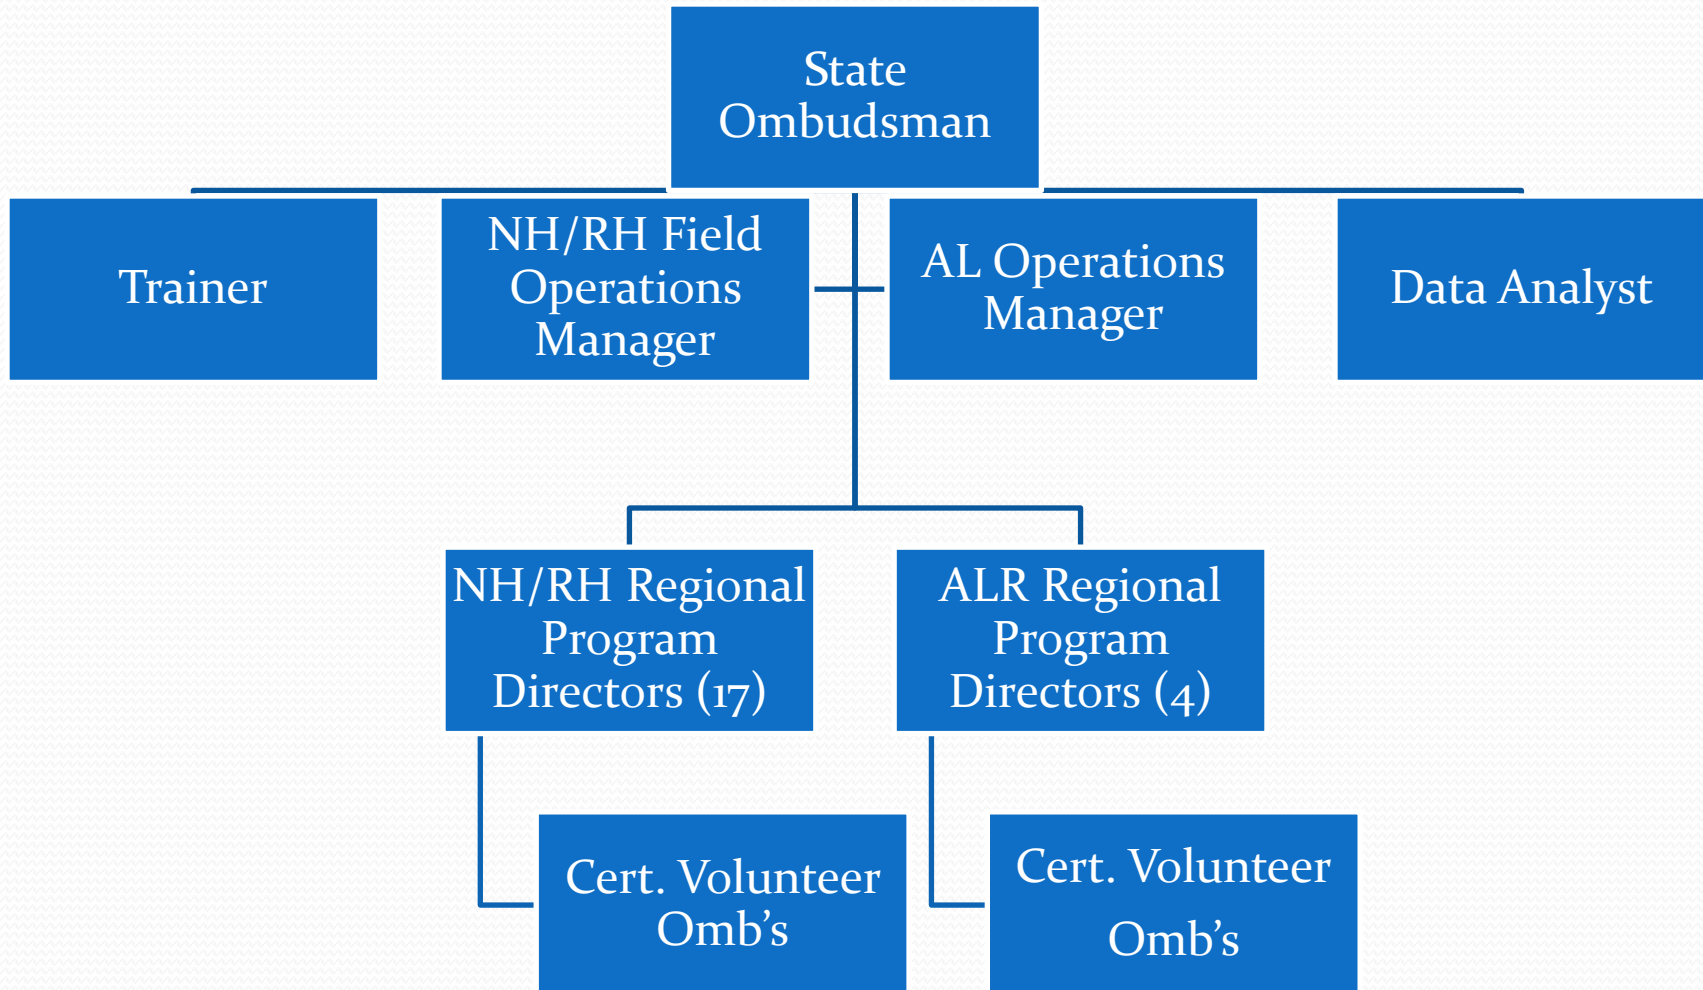 State
Ombudsman
Trainer
NH/RH Field
Operations
Manager
AL Operations
Manager
Data Analyst
NH/RH Regional
Program
Directors (17)
ALR Regional
Program
Directors (4)
Cert. Volunteer
Omb’s
Cert. Volunteer
Omb’s